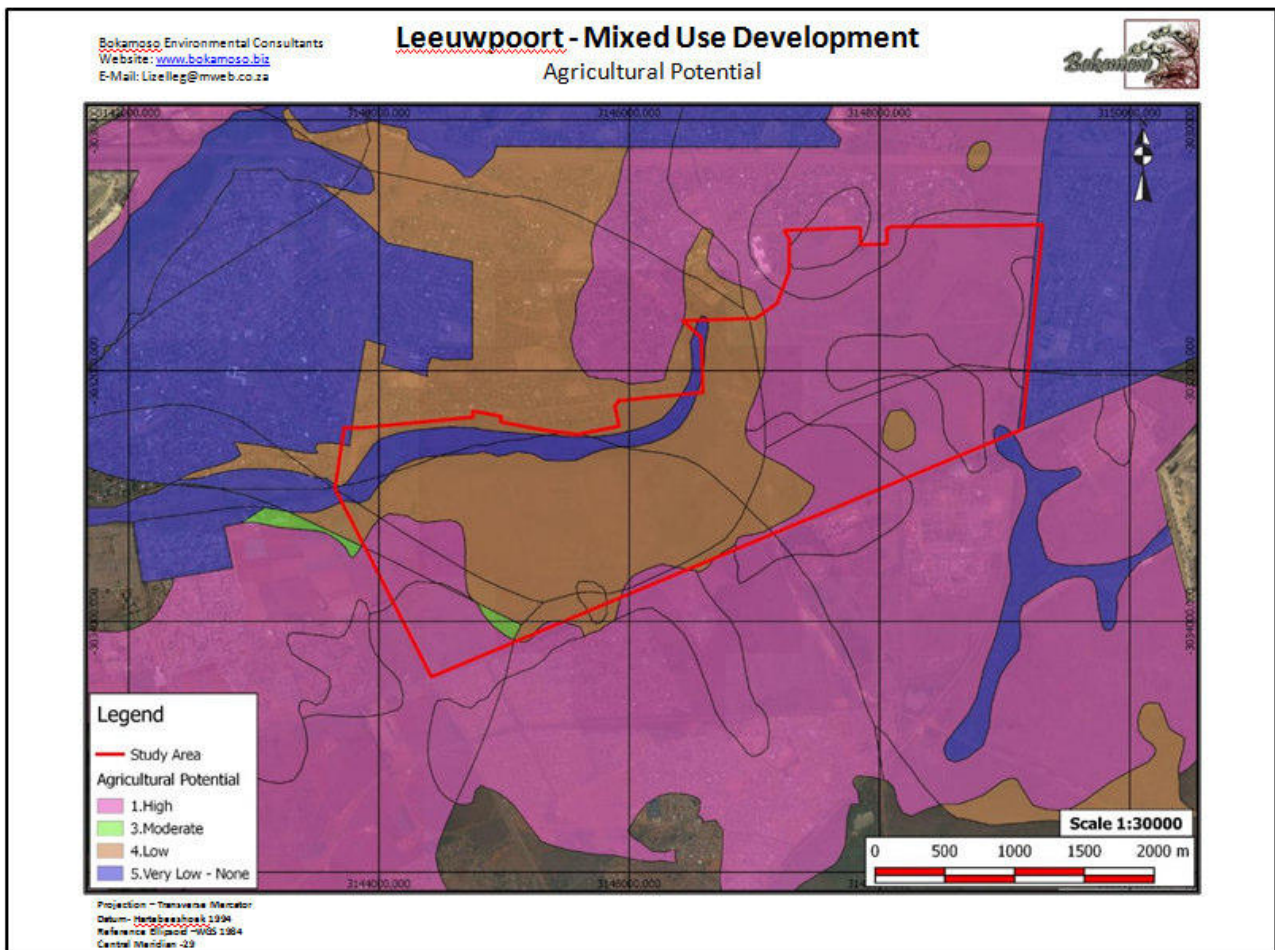 Bokamoso Environmental Consultants
Website: www.bokamoso.biz
E-Mail: Lizelleg@mweb.co.za
Leeuwpoort - Mixed Use Development
Agricultural Potential
Bokamoso
3146000.000
3148000.000
3150000.000
Legend
Study Area
Agricultural Potential
1.High
3.Moderate
4.Low
5.Very Low - None
Scale 1:30000
0 500 1000 1500 2000 m
3144000.000
3146000.000
Projection – Transverse Mercator
Datum- Hartebeeshoek 1994
Reference Ellipsoid –WGS 1984
Central Meridian -29